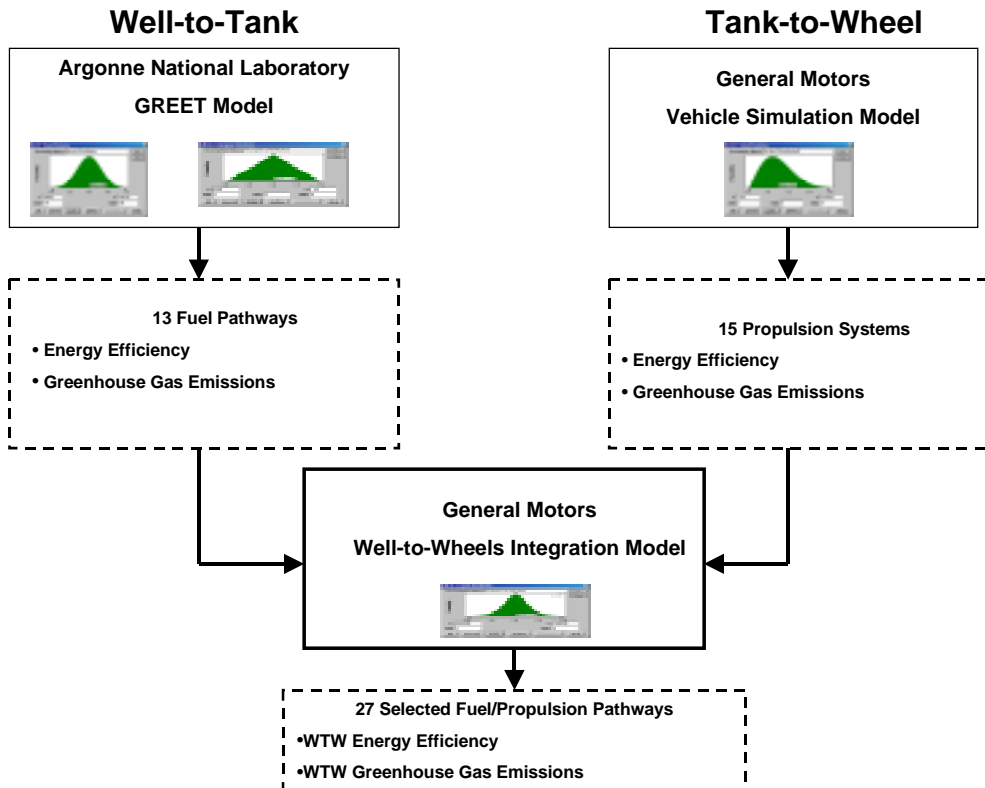 Well-to-Tank
Argonne National Laboratory
GREET Model
13 Fuel Pathways
• Energy Efficiency
• Greenhouse Gas Emissions
Tank-to-Wheel
General Motors
Vehicle Simulation Model
15 Propulsion Systems
• Energy Efficiency
• Greenhouse Gas Emissions
General Motors
Well-to-Wheels Integration Model
27 Selected Fuel/Propulsion Pathways
•WTW Energy Efficiency
•WTW Greenhouse Gas Emissions